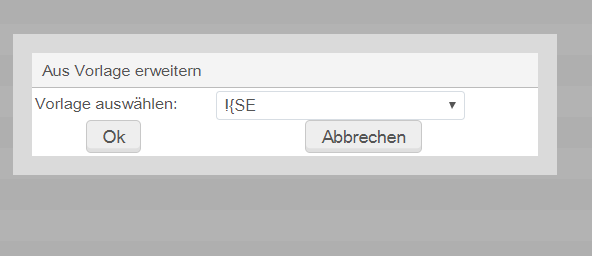 Aus Vorlage erweitern
Vorlage auswählen: !{SE
Ok Abbrechen